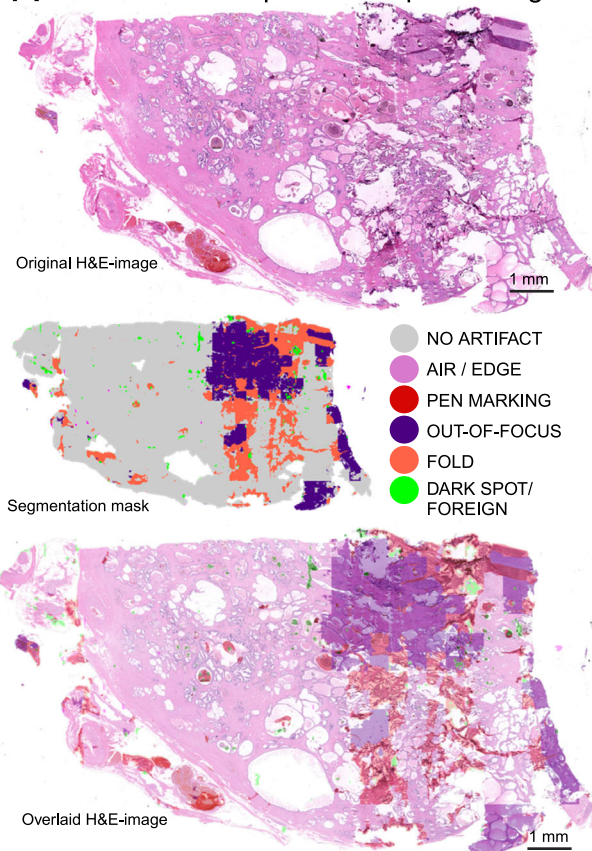 Original H&E-image
1 mm
NO ARTIFACT
AIR / EDGE
PEN MARKING
OUT-OF-FOCUS
FOLD
DARK SPOT/
FOREIGN
Segmentation mask
Overlaid H&E-image
1 mm